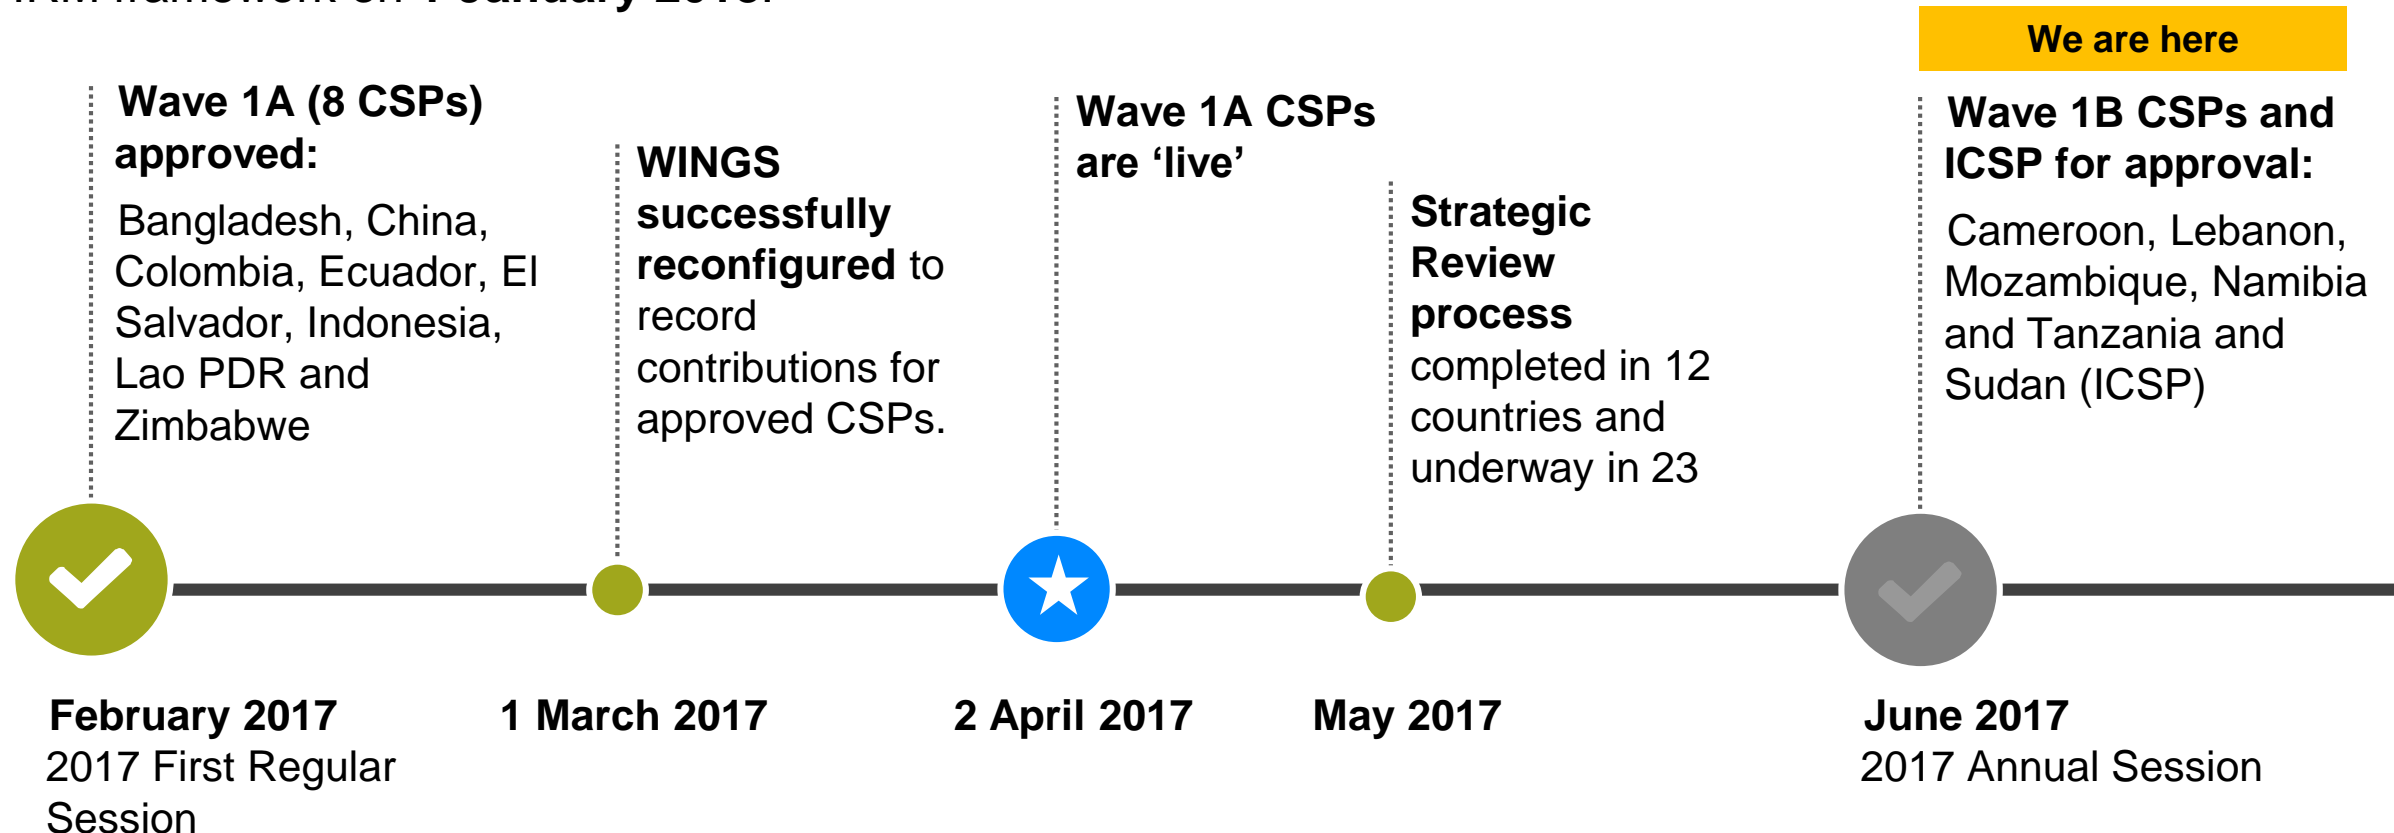 We are here
Wave 1A (8 CSPs)
approved:
Bangladesh, China,
Colombia, Ecuador, El
Salvador, Indonesia,
Lao PDR and
Zimbabwe
WINGS
successfully
reconfigured to
record
contributions for
approved CSPs.
Wave 1A CSPs
are ‘live’
Strategic
Review
process
completed in 12
countries and
underway in 23
Wave 1B CSPs and
ICSP for approval:
Cameroon, Lebanon,
Mozambique, Namibia
and Tanzania and
Sudan (ICSP)
February 2017
2017 First Regular
Session
1 March 2017
2 April 2017
May 2017
June 2017
2017 Annual Session